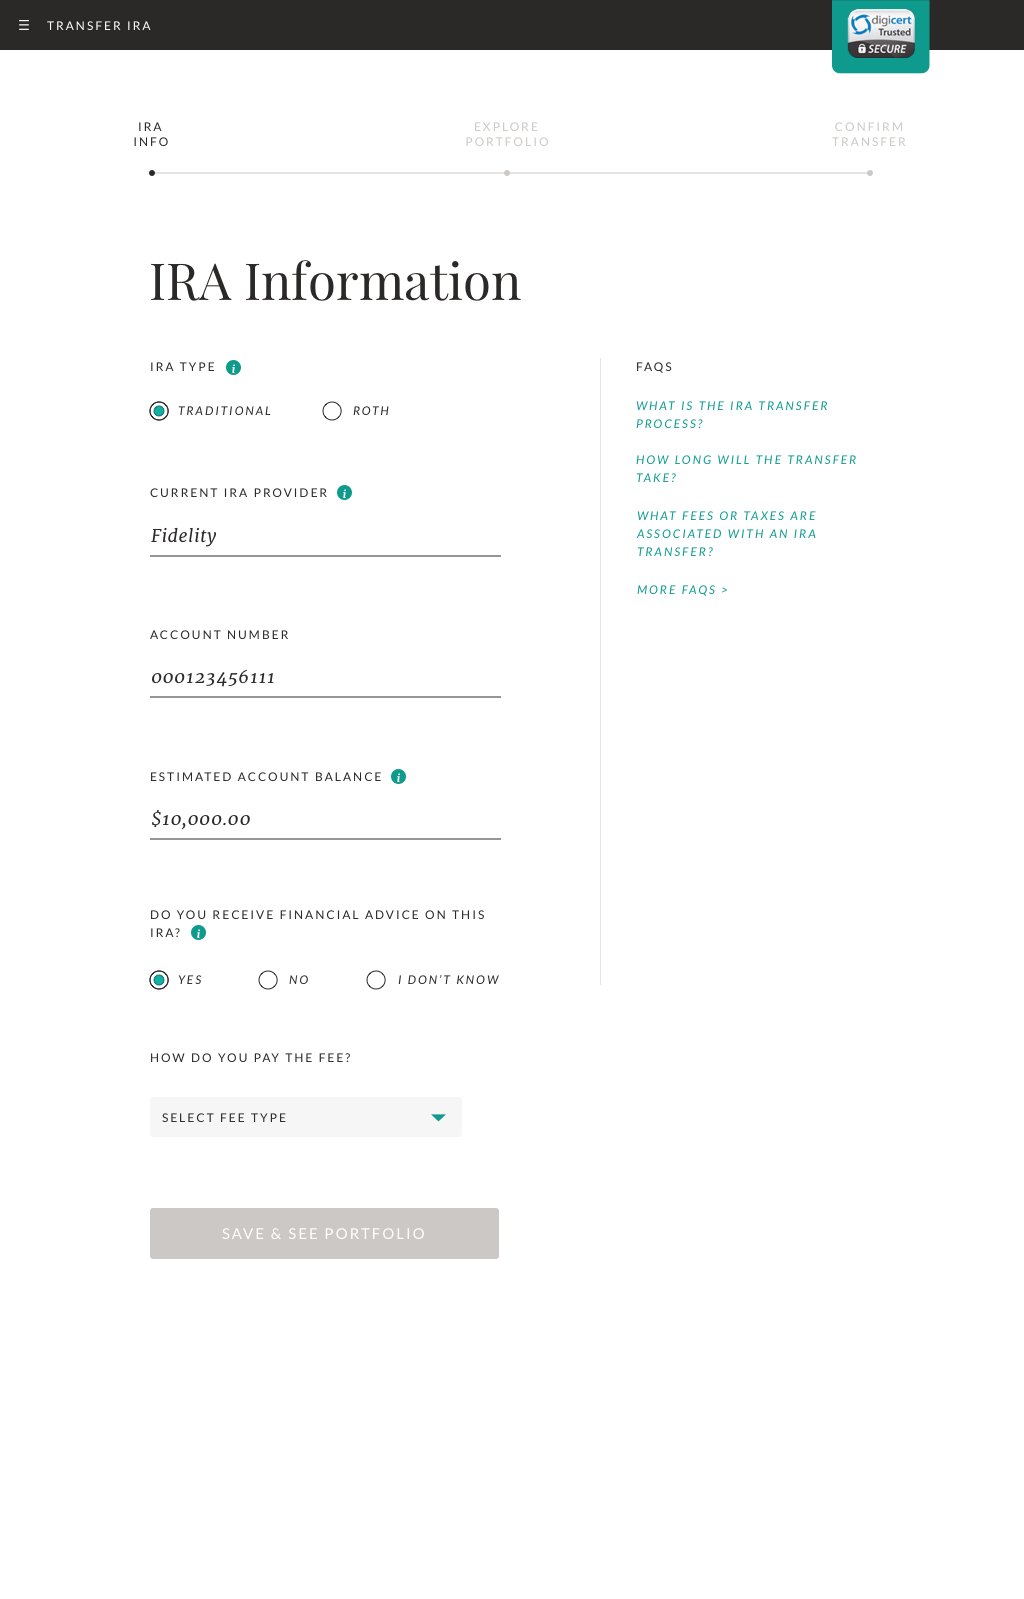 ☰ TRANSFER IRA
digicert
Trusted
SECURE
IRA
INFO
EXPLORE
PORTFOLIO
CONFIRM
TRANSFER
IRA Information
IRA TYPE i
TRADITIONAL ROTH
CURRENT IRA PROVIDER i
Fidelity
ACCOUNT NUMBER
000123456111
ESTIMATED ACCOUNT BALANCE i
$10,000.00
DO YOU RECEIVE FINANCIAL ADVICE ON THIS
IRA? i
YES NO I DON'T KNOW
HOW DO YOU PAY THE FEE?
SELECT FEE TYPE
SAVE & SEE PORTFOLIO
FAQS
WHAT IS THE IRA TRANSFER
PROCESS?
HOW LONG WILL THE TRANSFER
TAKE?
WHAT FEES OR TAXES ARE
ASSOCIATED WITH AN IRA
TRANSFER?
MORE FAQS >